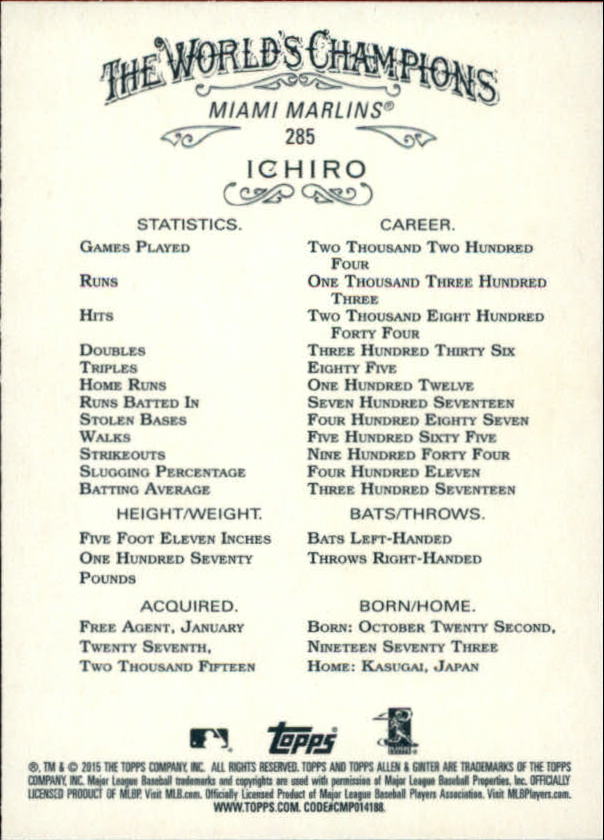 THE WORLD'S CHAMPIONS
MIAMI MARLINS®
285
ICHIRO
STATISTICS. CAREER.
GAMES PLAYED TWO THOUSAND TWO HUNDRED
FOUR
RUNS ONE THOUSAND THREE HUNDRED
THREE
HITS TWO THOUSAND EIGHT HUNDRED
FORTY FOUR
DOUBLES THREE HUNDRED THIRTY SIX
TRIPLES EIGHTY FIVE
HOME RUNS ONE HUNDRED TWELVE
RUNS BATTED IN SEVEN HUNDRED SEVENTEEN
STOLEN BASES FOUR HUNDRED EIGHTY SEVEN
WALKS FIVE HUNDRED SIXTY FIVE
STRIKEOUTS NINE HUNDRED FORTY FOUR
SLUGGING PERCENTAGE FOUR HUNDRED ELEVEN
BATTING AVERAGE THREE HUNDRED SEVENTEEN
HEIGHT/WEIGHT. BATS/THROWS.
FIVE FOOT ELEVEN INCHES BATS LEFT-HANDED
ONE HUNDRED SEVENTY THROWS RIGHT-HANDED
POUNDS
ACQUIRED. BORN/HOME.
FREE AGENT, JANUARY BORN: OCTOBER TWENTY SECOND,
TWENTY SEVENTH, NINETEEN SEVENTY THREE
TWO THOUSAND FIFTEEN HOME: KASUGAI, JAPAN
Topps
®, TM & © 2015 THE TOPPS COMPANY, INC. ALL RIGHTS RESERVED. TOPPS AND TOPPS ALLEN & GINTER ARE TRADEMARKS OF THE TOPPS
COMPANY, INC. Major League Baseball trademarks and copyrights are used with permission of Major League Baseball Properties, Inc. OFFICIALLY
LICENSED PRODUCT OF MLBP. Visit MLB.com. Officially Licensed Product of Major League Baseball Players Association. Visit MLBPlayers.com.
WWW.TOPPS.COM. CODE#CMP014188.